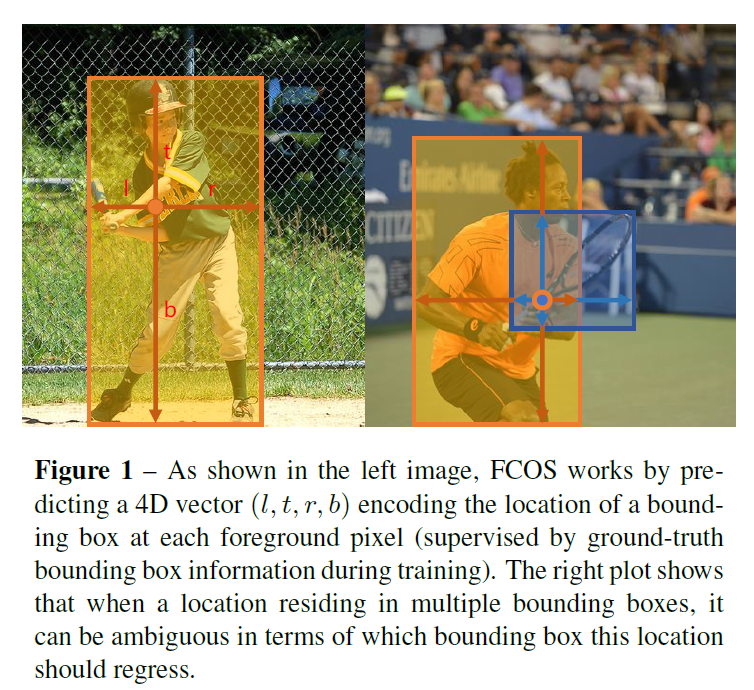 t
l
r
b
Emirates Airline
CITIZEN
Figure 1 – As shown in the left image, FCOS works by pre-
dicting a 4D vector (l, t, r, b) encoding the location of a bound-
ing box at each foreground pixel (supervised by ground-truth
bounding box information during training). The right plot shows
that when a location residing in multiple bounding boxes, it
can be ambiguous in terms of which bounding box this location
should regress.